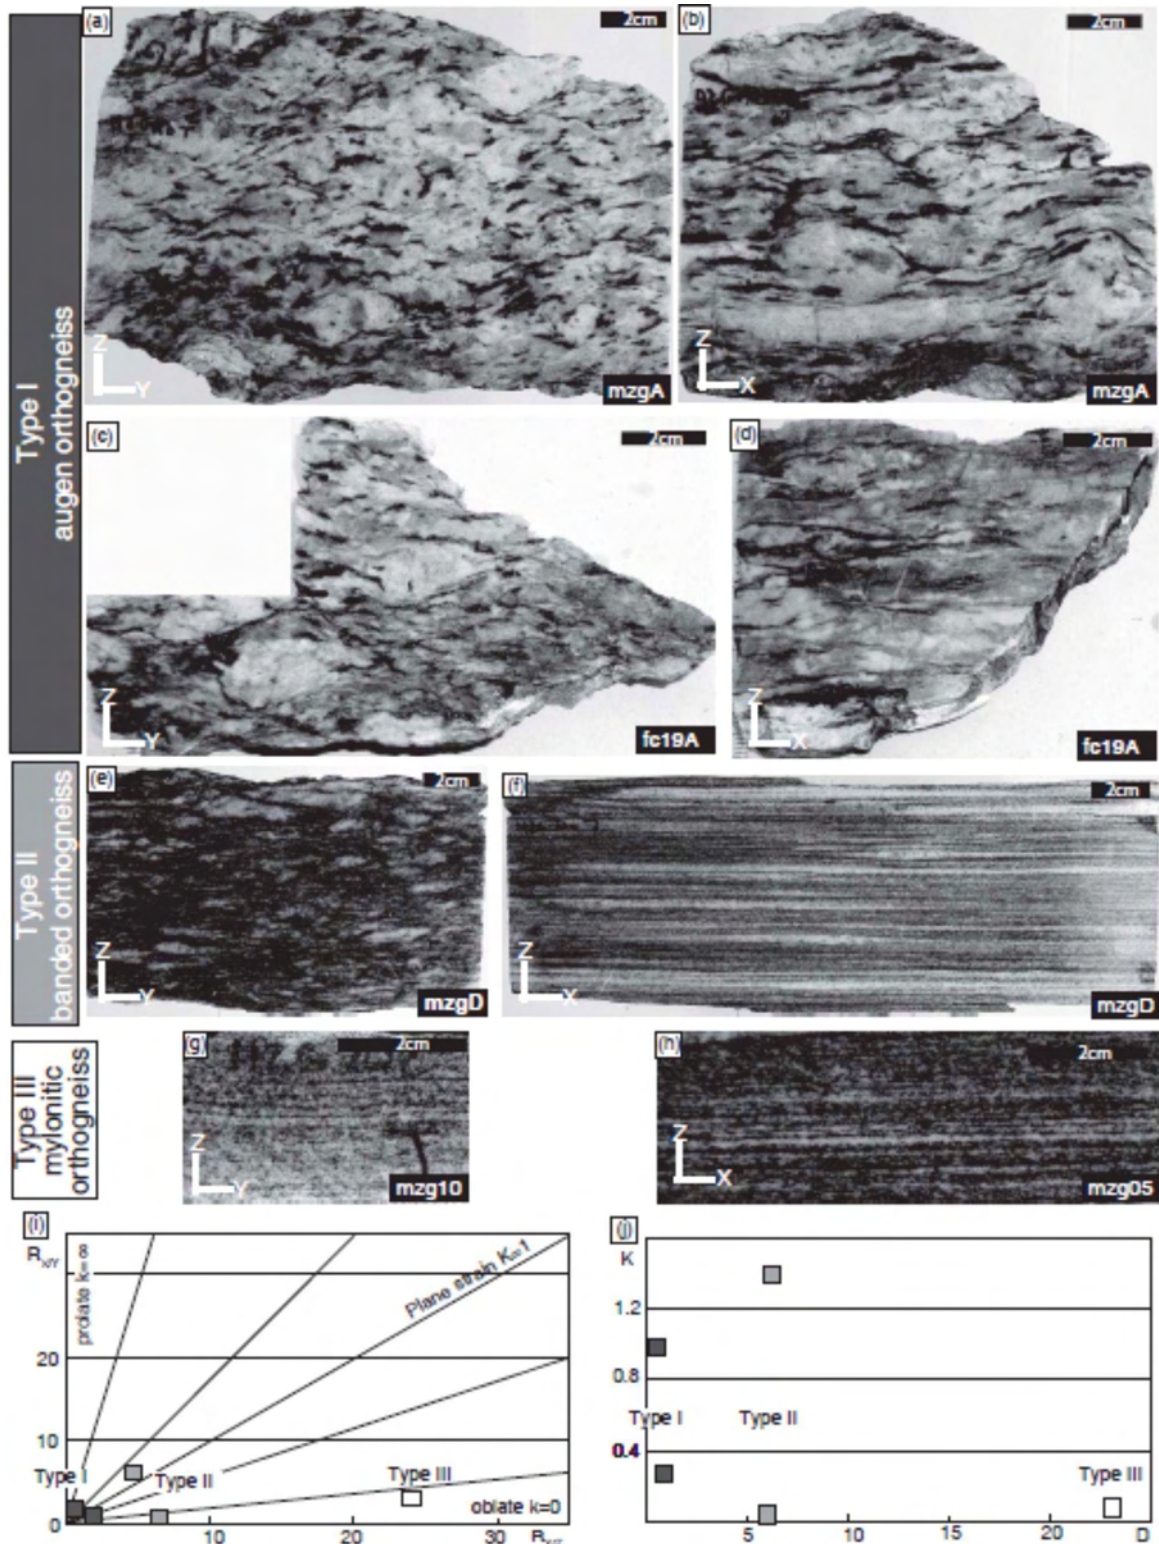 Type I
augen orthogneiss
(a)
2cm
Z
Y
mzgA
(b)
2cm
Z
X
mzgA
(c)
2cm
Z
Y
fc19A
(d)
2cm
Z
X
fc19A
Type II
banded orthogneiss
(e)
2cm
Z
Y
mzgD
(f)
2cm
Z
X
mzgD
Type III
mylonitic
orthogneiss
(g)
2cm
Z
Y
mzg10
(h)
2cm
Z
X
mzg05
(i)
RX/Y
prolate k=∞
Plane strain K=1
20
10
Type I
Type II
Type III
oblate k=0
0
10
20
30
(j)
K
1.2
0.8
Type I
Type II
0.4
Type III
5
10
15
20
D